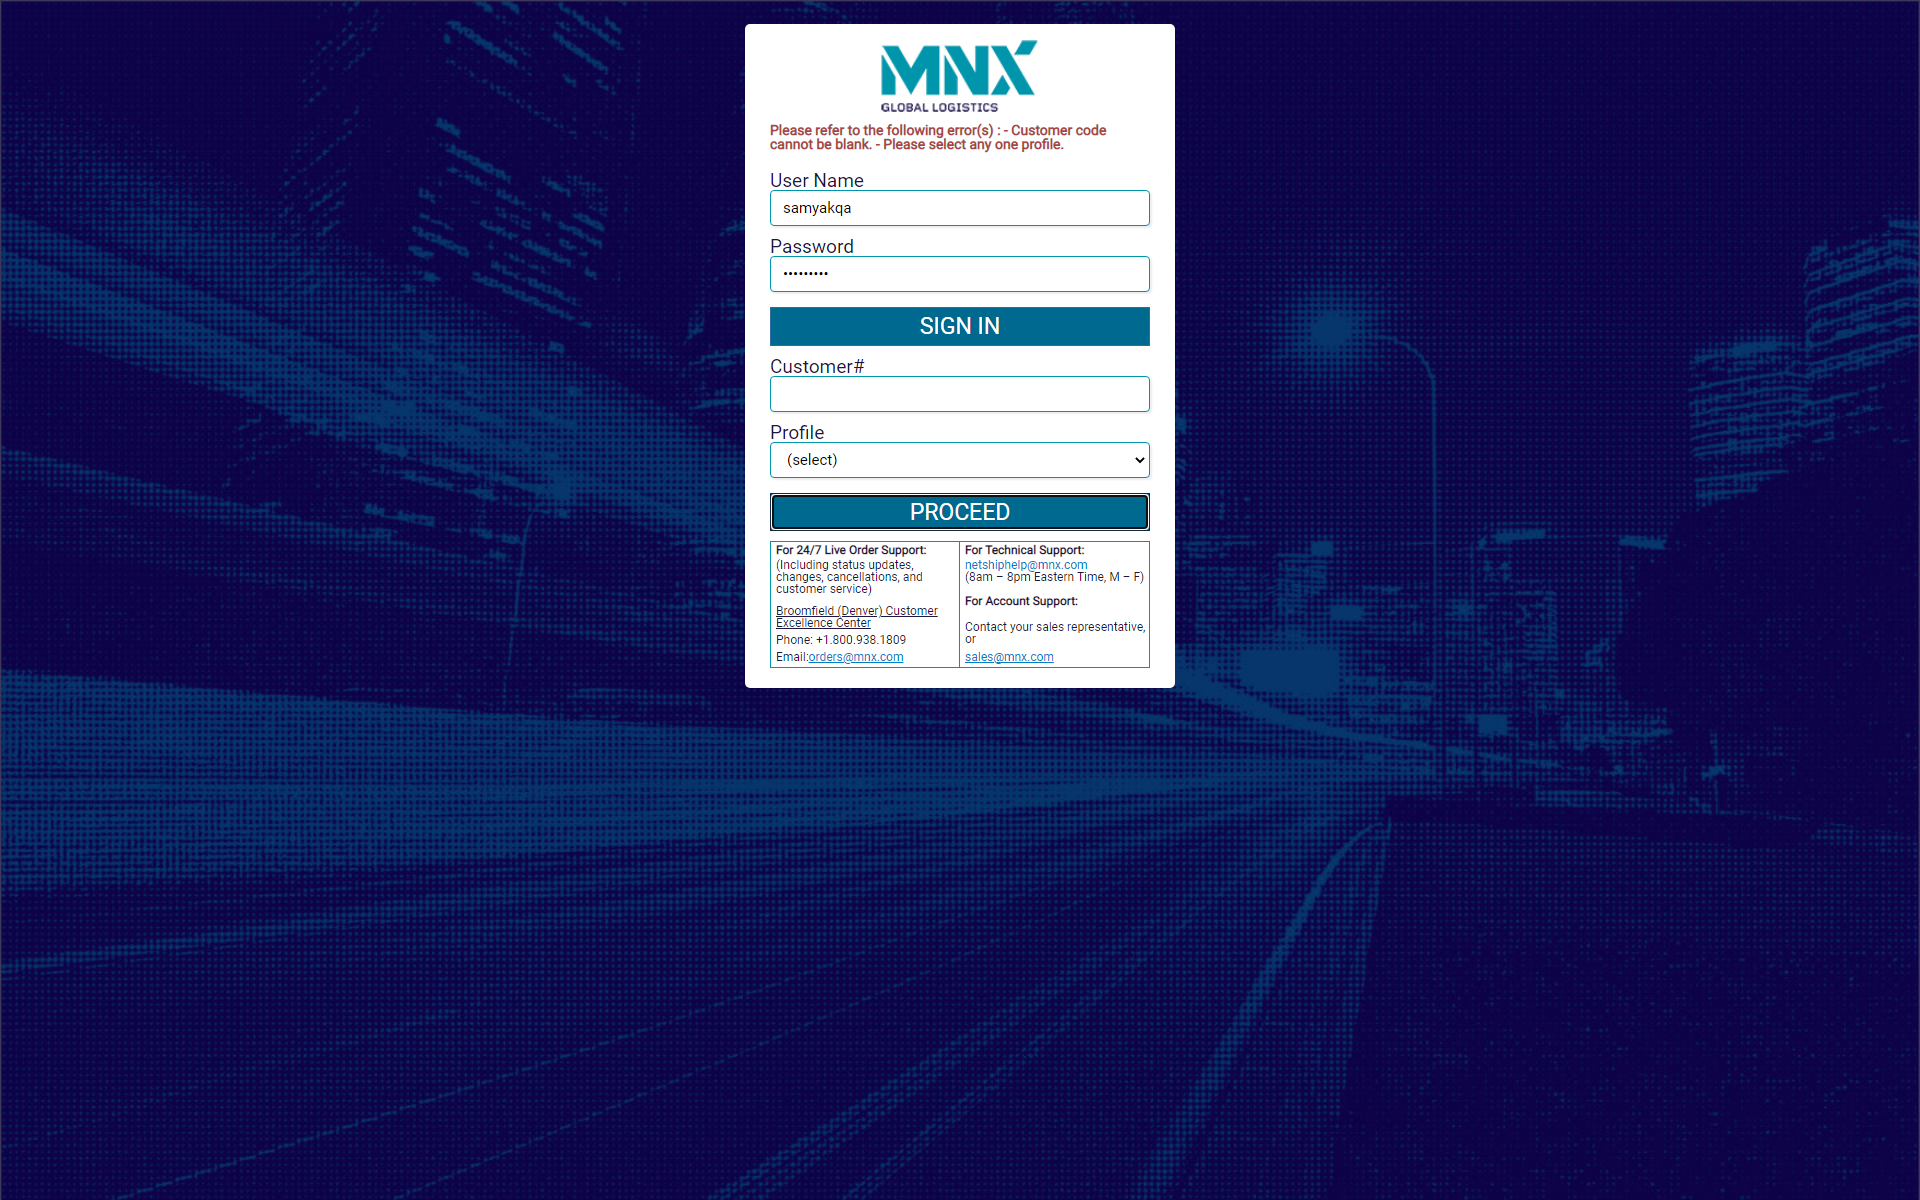 MNX
GLOBAL LOGISTICS
Please refer to the following error(s) : - Customer code
cannot be blank. - Please select any one profile.
User Name
samyakqa
Password
•••••••••
SIGN IN
Customer#
Profile
(select)
PROCEED
For 24/7 Live Order Support:
(Including status updates,
changes, cancellations, and
customer service)
Broomfield (Denver) Customer
Excellence Center
Phone: +1.800.938.1809
Email:orders@mnx.com
For Technical Support:
netshiphelp@mnx.com
(8am – 8pm Eastern Time, M – F)
For Account Support:
Contact your sales representative,
or
sales@mnx.com